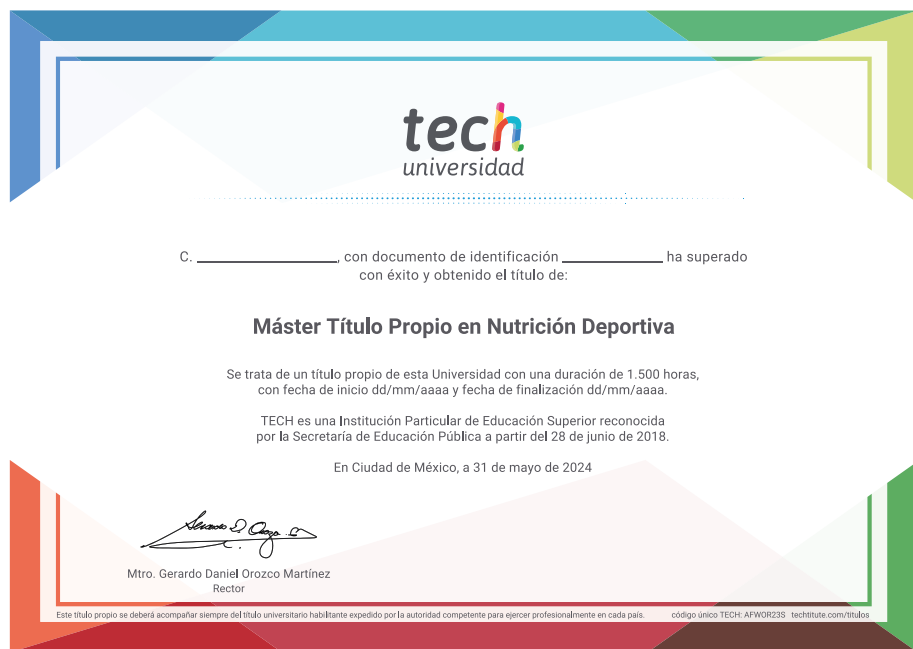 tech
universidad
C. ________________, con documento de identificación ____________ ha superado
con éxito y obtenido el título de:
Máster Título Propio en Nutrición Deportiva
Se trata de un título propio de esta Universidad con una duración de 1.500 horas,
con fecha de inicio dd/mm/aaaa y fecha de finalización dd/mm/aaaa.
TECH es una Institución Particular de Educación Superior reconocida
por la Secretaría de Educación Pública a partir del 28 de junio de 2018.
En Ciudad de México, a 31 de mayo de 2024
Mtro. Gerardo Daniel Orozco Martínez
Rector
Este título propio se deberá acompañar siempre del título universitario habilitante expedido por la autoridad competente para ejercer profesionalmente en cada país. código único TECH: AFWOR23S techtitute.com/titulos